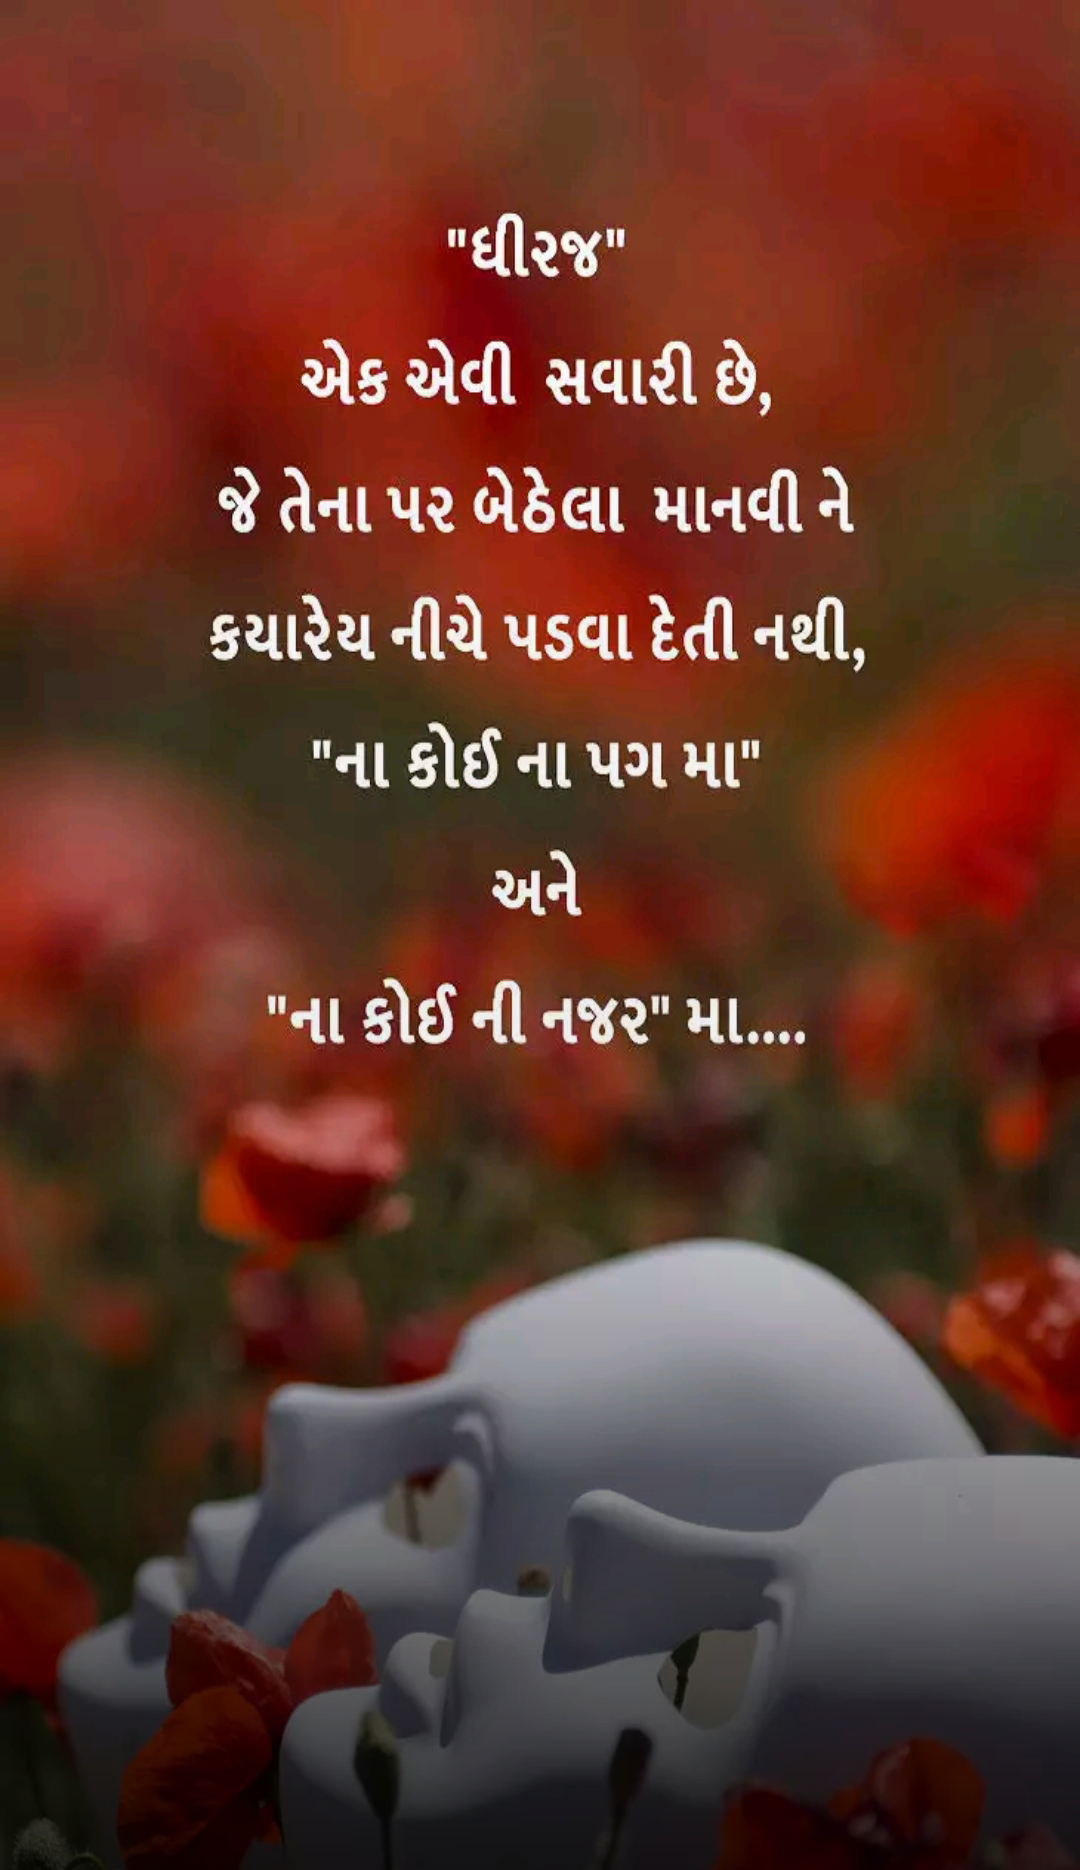 "ધીરજ"
એક એવી સવારી છે,
જે તેના પર બેઠેલા માનવી ને
કયારેય નીચે પડવા દેતી નથી,
"ના કોઈ ના પગ મા"
અને
"ના કોઈ ની નજર" મા....